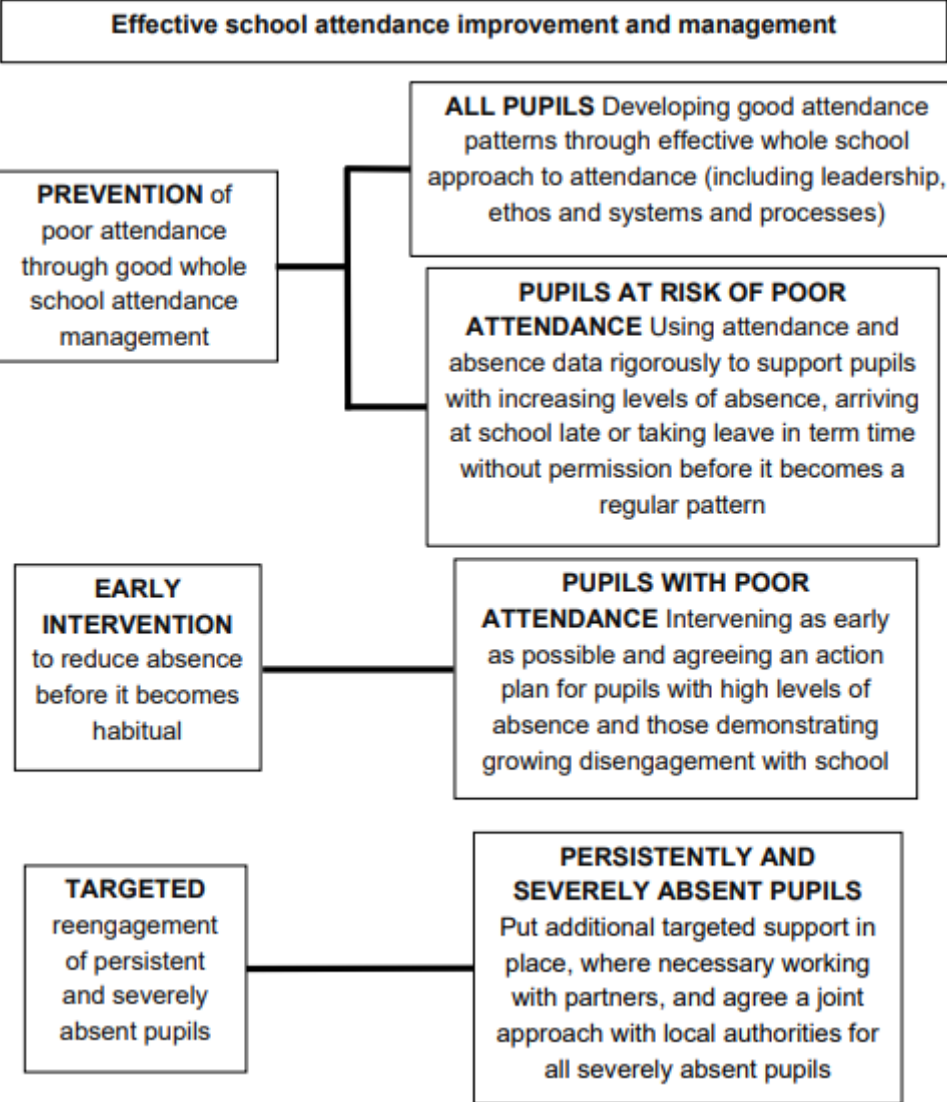 Effective school attendance improvement and management
ALL PUPILS Developing good attendance
patterns through effective whole school
approach to attendance (including leadership,
ethos and systems and processes)
PREVENTION of
poor attendance
through good whole
school attendance
management
PUPILS AT RISK OF POOR
ATTENDANCE Using attendance and
absence data rigorously to support pupils
with increasing levels of absence, arriving
at school late or taking leave in term time
without permission before it becomes a
regular pattern
EARLY
INTERVENTION
to reduce absence
before it becomes
habitual
PUPILS WITH POOR
ATTENDANCE Intervening as early
as possible and agreeing an action
plan for pupils with high levels of
absence and those demonstrating
growing disengagement with school
TARGETED
reengagement
of persistent
and severely
absent pupils
PERSISTENTLY AND
SEVERELY ABSENT PUPILS
Put additional targeted support in
place, where necessary working
with partners, and agree a joint
approach with local authorities for
all severely absent pupils